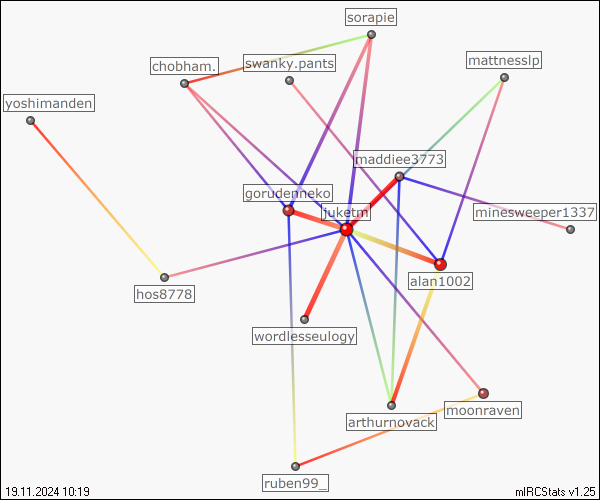 sorapie
chobham.
swanky.pants
mattnesslp
yoshimanden
maddiee3773
gorudenneko
juketm
minesweeper1337
alan1002
hos8778
wordlesseulogy
moonraven
arthurnovack
ruben99_
19.11.2024 10:19
mIRCStats v1.25